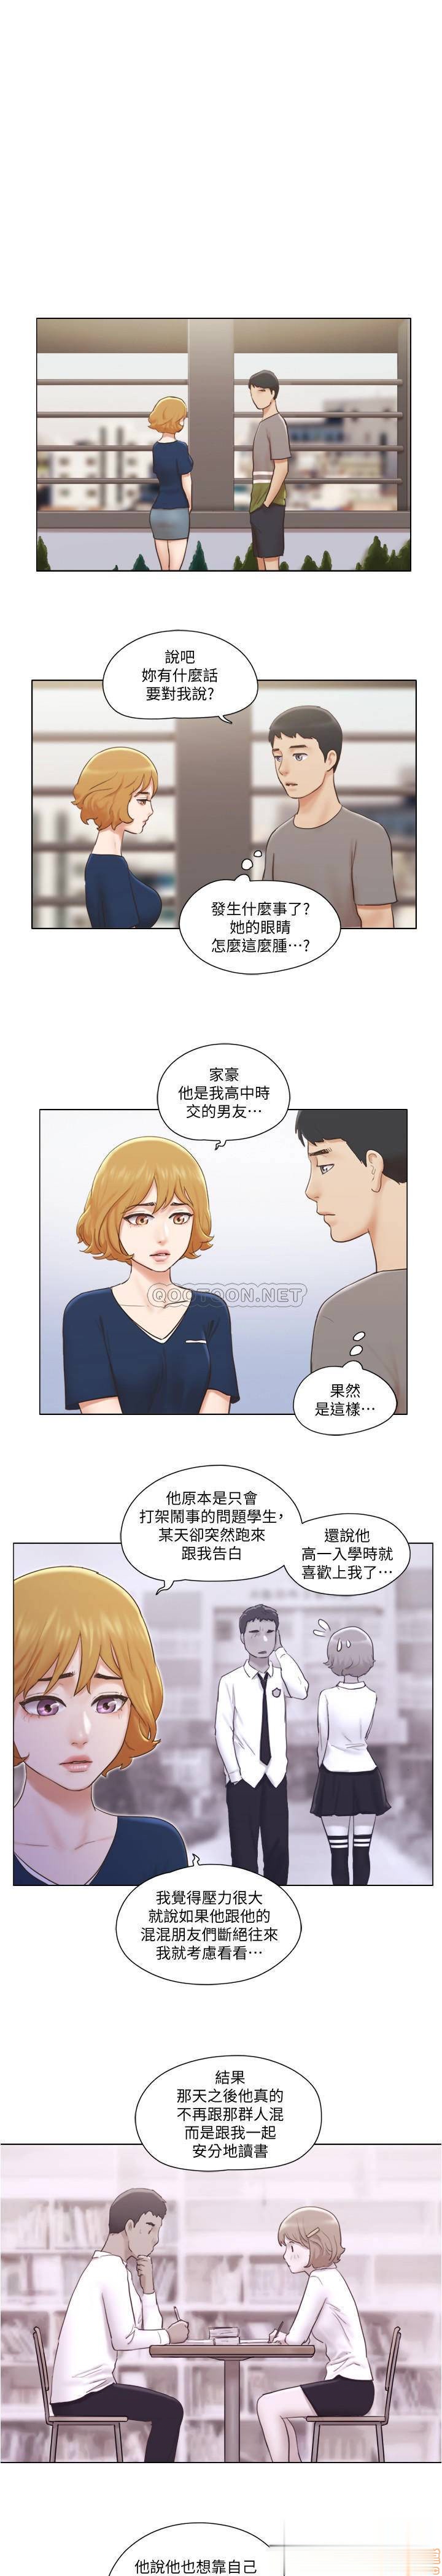 說吧
妳有什麼話
要對我說?
發生什麼事了?
她的眼睛
怎麼這麼腫…?
家豪
他是我高中時
交的男友…
QOOTOON.NET
果然
是這樣…
他原本是只會
打架鬧事的問題學生,
某天卻突然跑來
跟我告白
還說他
高一入學時就
喜歡上我了…
我覺得壓力很大
就說如果他跟他的
混混朋友們斷絕往來
我就考慮看看…
結果
那天之後他真的
不再跟那群人混
而是跟我一起
安分地讀書
他說他也想靠自己